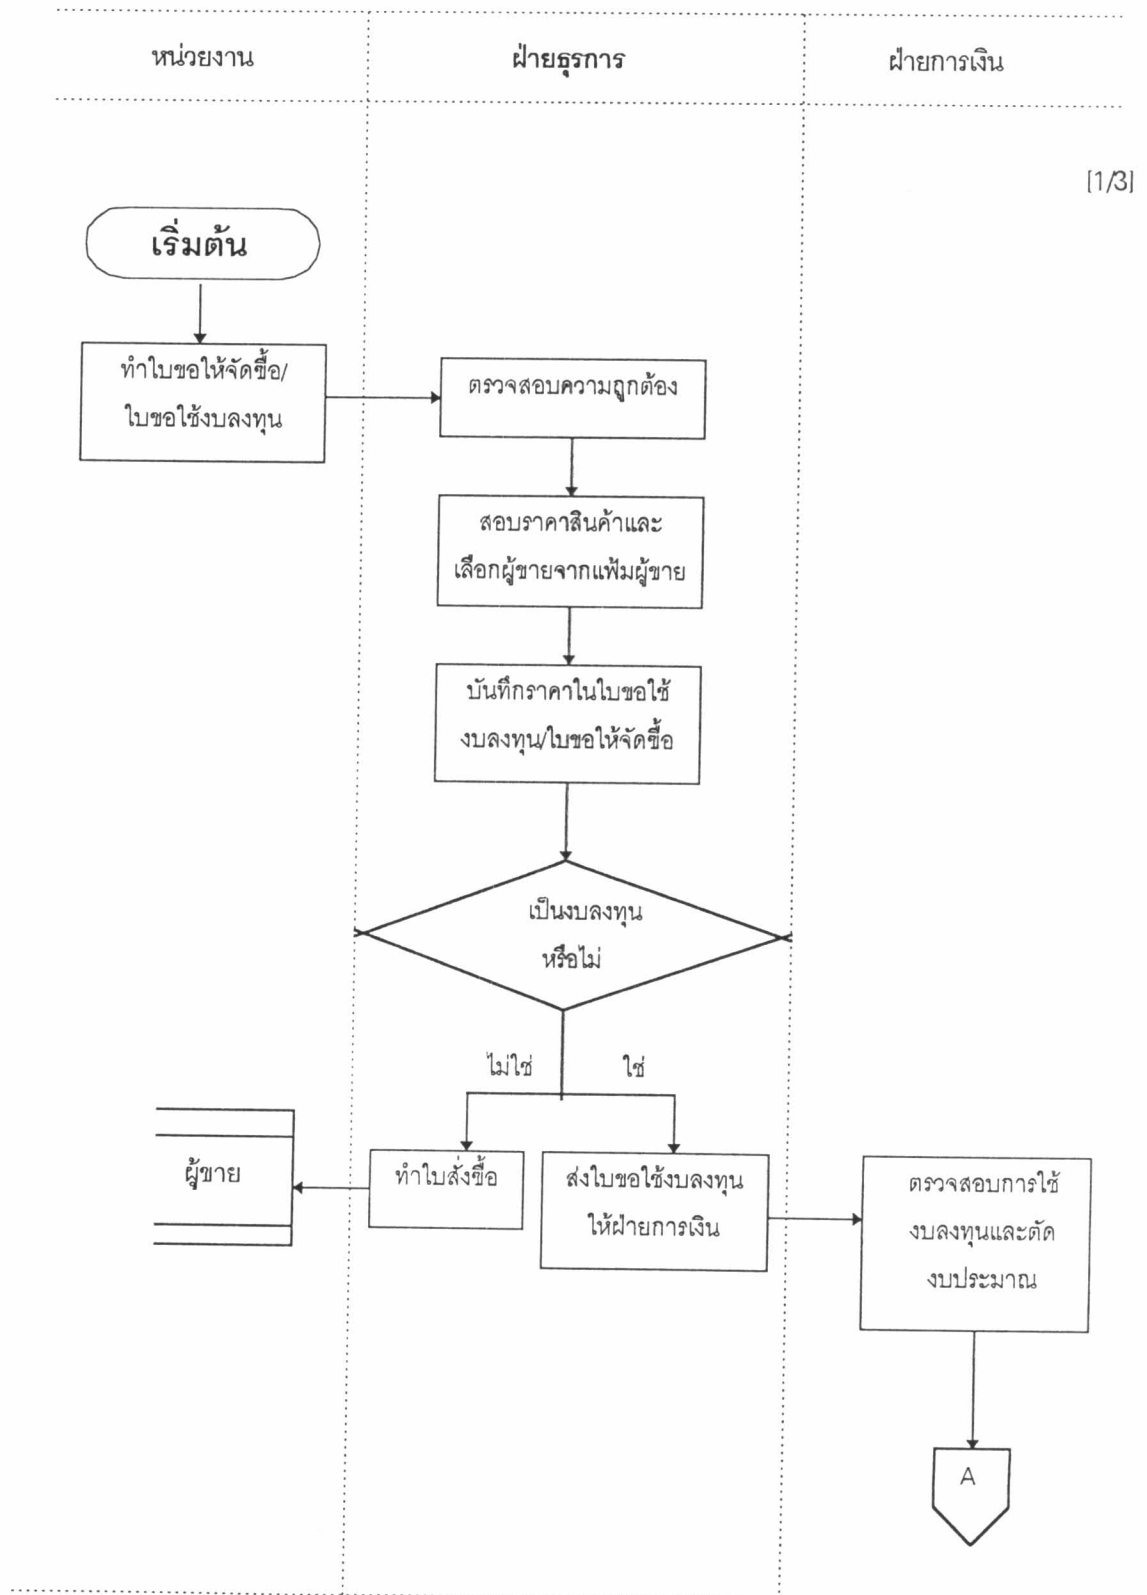 หน่วยงาน
ฝ่ายธุรการ
ฝ่ายการเงิน
[1/3]
เริ่มต้น
ทำใบขอให้จัดซื้อ/
ใบขอใช้งบลงทุน
ตรวจสอบความถูกต้อง
สอบราคาสินค้าและ
เลือกผู้ขายจากแฟ้มผู้ขาย
บันทึกราคาในใบขอใช้
งบลงทุน/ใบขอให้จัดซื้อ
เป็นงบลงทุน
หรือไม่
ไม่ใช่
ใช่
ผู้ขาย
ทำใบสั่งซื้อ
ส่งใบขอใช้งบลงทุน
ให้ฝ่ายการเงิน
ตรวจสอบการใช้
งบลงทุนและตัด
งบประมาณ
A